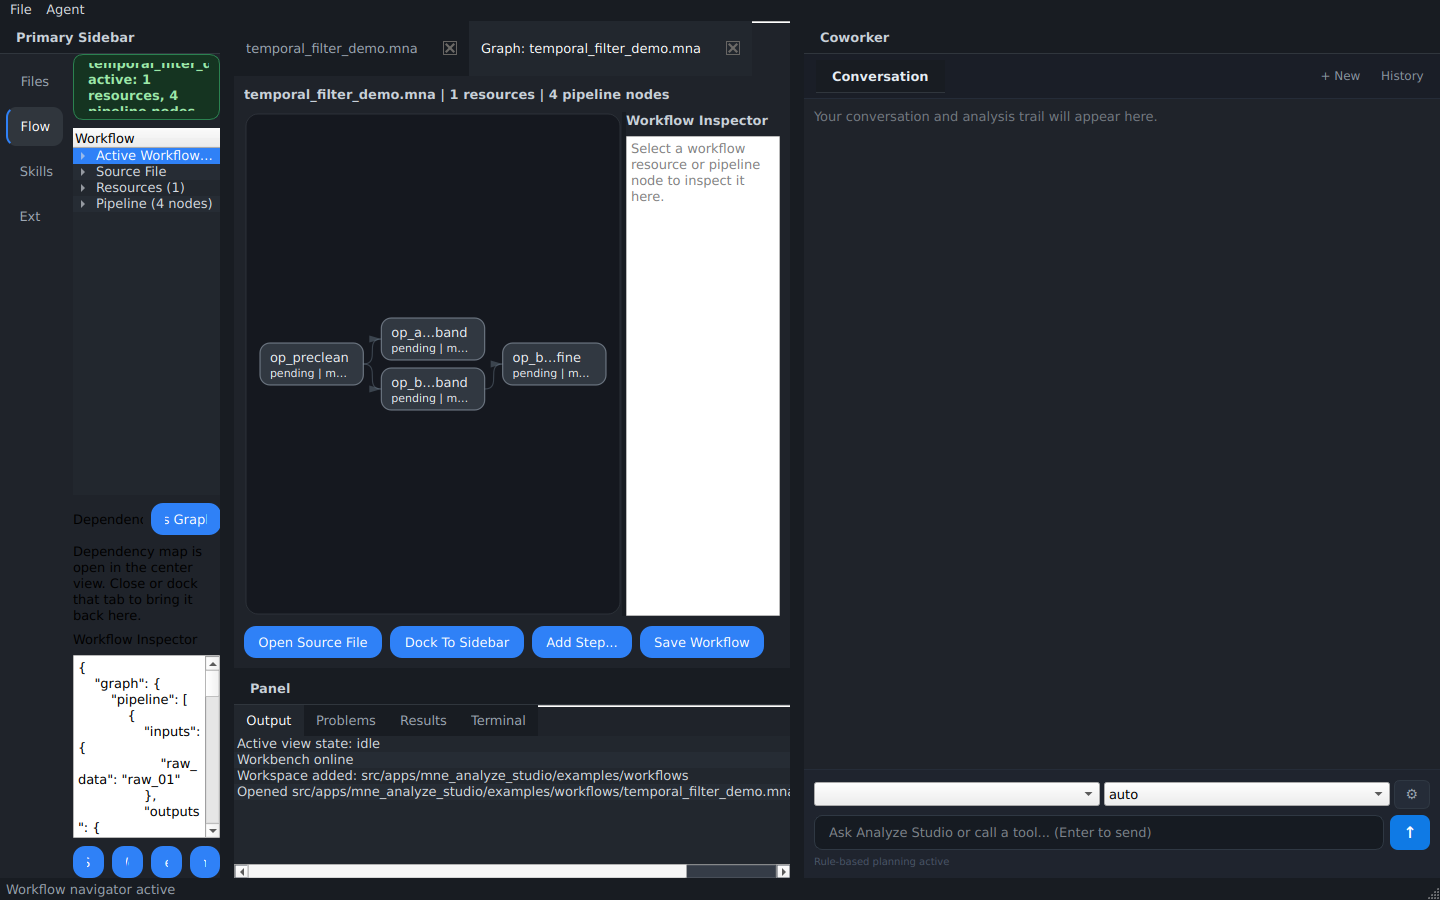 File Agent
Primary Sidebar
Files
Flow
Skills
Ext
active: 1
resources, 4
pipeline nodes
Workflow
Active Workflow...
Source File
Resources (1)
Pipeline (4 nodes)
s Grap
Dependency map is
open in the center
view. Close or dock
that tab to bring it
back here.
Workflow Inspector
{
"graph": {
"pipeline": [
{
"inputs":
{
"raw_
data": "raw_01"
},
"outputs
": {
temporal_filter_demo.mna
Graph: temporal_filter_demo.mna
temporal_filter_demo.mna | 1 resources | 4 pipeline nodes
op_preclean
pending | m...
op_a...band
pending | m...
op_b...band
pending | m...
op_b...fine
pending | m...
Workflow Inspector
Select a workflow
resource or pipeline
node to inspect it
here.
Open Source File
Dock To Sidebar
Add Step...
Save Workflow
Panel
Output Problems Results Terminal
Active view state: idle
Workbench online
Workspace added: src/apps/mne_analyze_studio/examples/workflows
Opened src/apps/mne_analyze_studio/examples/workflows/temporal_filter_demo.mna
Coworker
Conversation
+ New
History
Your conversation and analysis trail will appear here.
auto
Ask Analyze Studio or call a tool... (Enter to send)
Rule-based planning active
Workflow navigator active